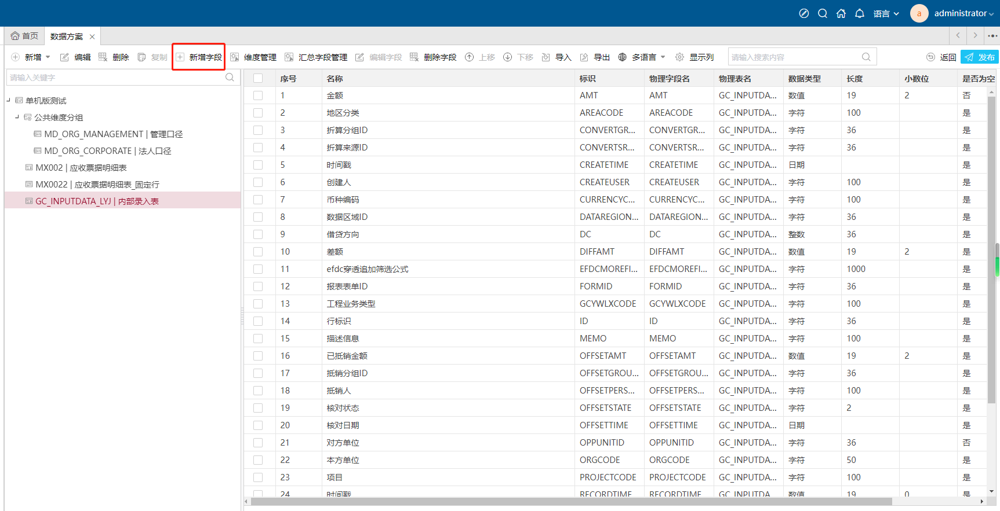 语言 a administrator
首页 数据方案
新增 编辑 删除 复制 新增字段 维度管理 汇总字段管理 编辑字段 删除字段 上移 下移 导入 导出 多语言 显示列 请输入搜索内容 返回 发布
请输入关键字
单机版测试
公共维度分组
MD_ORG_MANAGEMENT | 管理口径
MD_ORG_CORPORATE | 法人口径
MX002 | 应收票据明细表
MX0022 | 应收票据明细表_固定行
GC_INPUTDATA_LYJ | 内部录入表
序号 名称 标识 物理字段名 物理表名 数据类型 长度 小数位 是否为空
1 金额 AMT AMT GC_INPUTDA... 数值 19 2 否
2 地区分类 AREACODE AREACODE GC_INPUTDA... 字符 100 是
3 折算分组ID CONVERTGR... CONVERTGR... GC_INPUTDA... 字符 36 是
4 折算来源ID CONVERTSR... CONVERTSR... GC_INPUTDA... 字符 36 是
5 时间戳 CREATETIME CREATETIME GC_INPUTDA... 日期 是
6 创建人 CREATEUSER CREATEUSER GC_INPUTDA... 字符 100 是
7 币种编码 CURRENCYC... CURRENCYC... GC_INPUTDA... 字符 100 是
8 数据区域ID DATAREGION... DATAREGION... GC_INPUTDA... 字符 36 是
9 借贷方向 DC DC GC_INPUTDA... 整数 36 是
10 差额 DIFFAMT DIFFAMT GC_INPUTDA... 数值 19 2 是
11 efdc穿透追加筛选公式 EFDCMOREFI... EFDCMOREFI... GC_INPUTDA... 字符 1000 是
12 报表表单ID FORMID FORMID GC_INPUTDA... 字符 36 是
13 工程业务类型 GCYWLXCODE GCYWLXCODE GC_INPUTDA... 字符 100 是
14 行标识 ID ID GC_INPUTDA... 字符 36 是
15 描述信息 MEMO MEMO GC_INPUTDA... 字符 100 是
16 已抵销金额 OFFSETAMT OFFSETAMT GC_INPUTDA... 数值 19 2 是
17 抵销分组ID OFFSETGROU... OFFSETGROU... GC_INPUTDA... 字符 36 是
18 抵销人 OFFSETPERS... OFFSETPERS... GC_INPUTDA... 字符 100 是
19 核对状态 OFFSETSTATE OFFSETSTATE GC_INPUTDA... 字符 2 是
20 核对日期 OFFSETTIME OFFSETTIME GC_INPUTDA... 日期 是
21 对方单位 OPPUNITID OPPUNITID GC_INPUTDA... 字符 36 否
22 本方单位 ORGCODE ORGCODE GC_INPUTDA... 字符 50 是
23 项目 PROJECTCODE PROJECTCODE GC_INPUTDA... 字符 100 是
24 时间戳 RECORDTIME RECORDTIME GC_INPUTDA... 数值 19 0 是